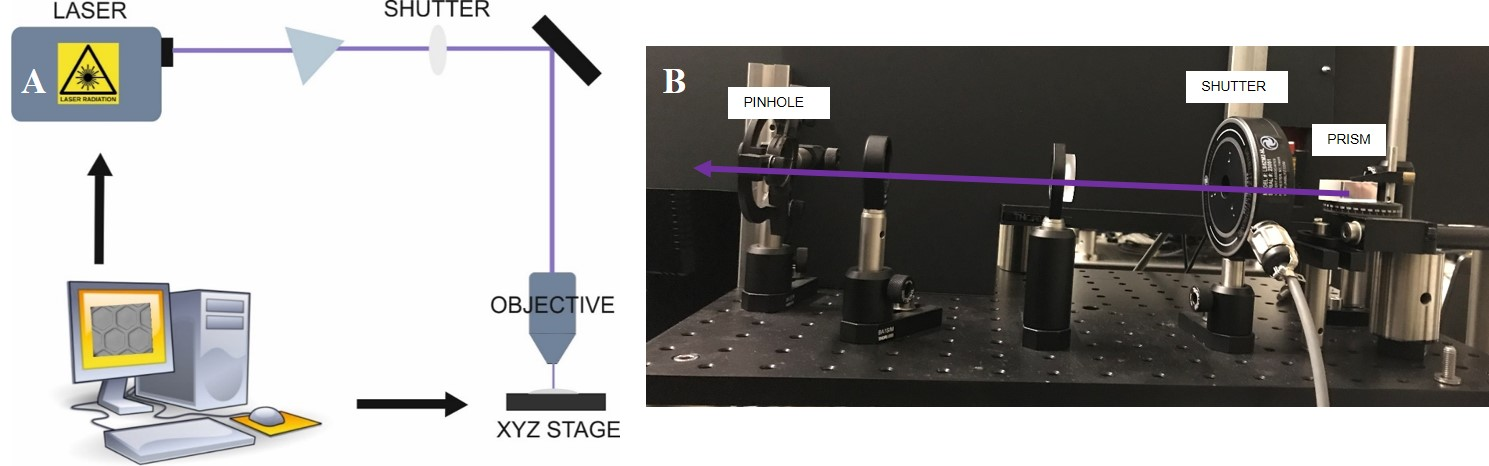 LASER
SHUTTER
A
LASER RADIATION
OBJECTIVE
XYZ STAGE
B
PINHOLE
SHUTTER
PRISM